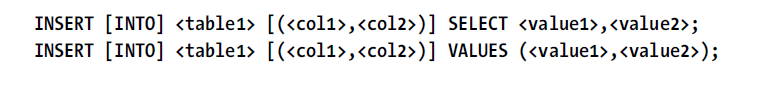 INSERT [INTO] <table1> [(<col1>,<col2>)] SELECT <value1>,<value2>;
INSERT [INTO] <table1> [(<col1>,<col2>)] VALUES (<value1>,<value2>);